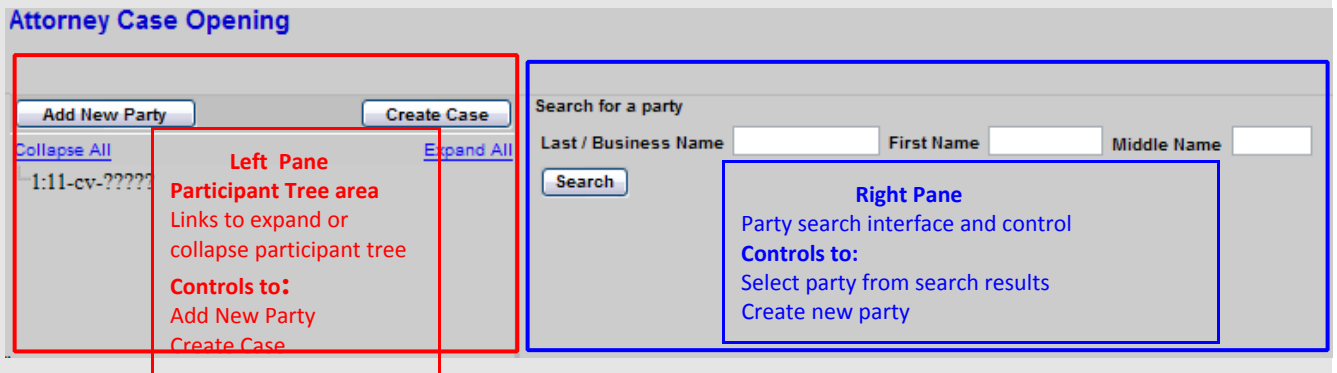 Attorney Case Opening
Add New Party
Create Case
Collapse All
Expand All
1:11-cv-?????
Left Pane
Participant Tree area
Links to expand or
collapse participant tree
Controls to:
Add New Party
Create Case
Search for a party
Last / Business Name
First Name
Middle Name
Search
Right Pane
Party search interface and control
Controls to:
Select party from search results
Create new party